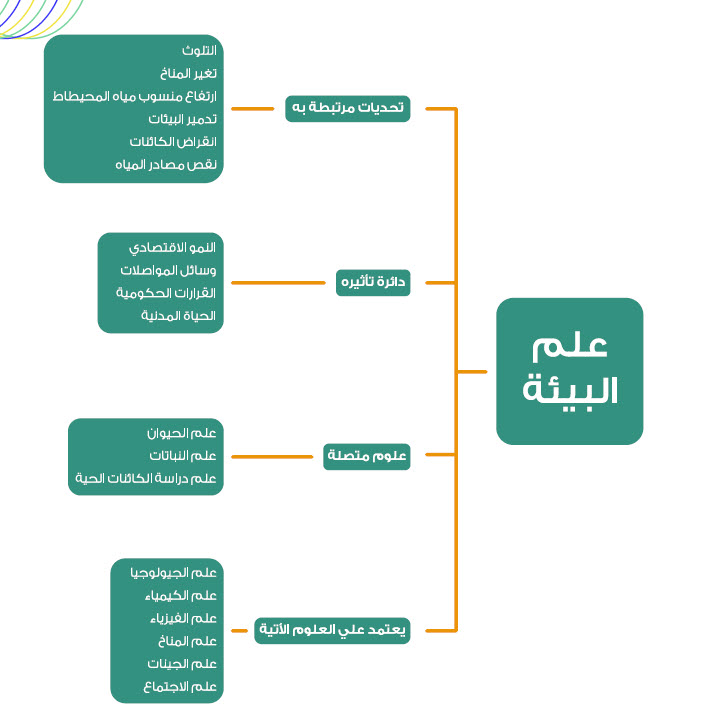 علم
البيئة
تحديات مرتبطة به
التلوث
تغير المناخ
ارتفاع منسوب مياه المحيطاط
تدمير البيئات
انقراض الكائنات
نقص مصادر المياه
دائرة تأثيره
النمو الاقتصادي
وسائل المواصلات
القرارات الحكومية
الحياة المدنية
علوم متصلة
علم الحيوان
علم النباتات
علم دراسة الكائنات الحية
يعتمد علي العلوم الأتية
علم الجيولوجيا
علم الكيمياء
علم الفيزياء
علم المناخ
علم الجينات
علم الاجتماع